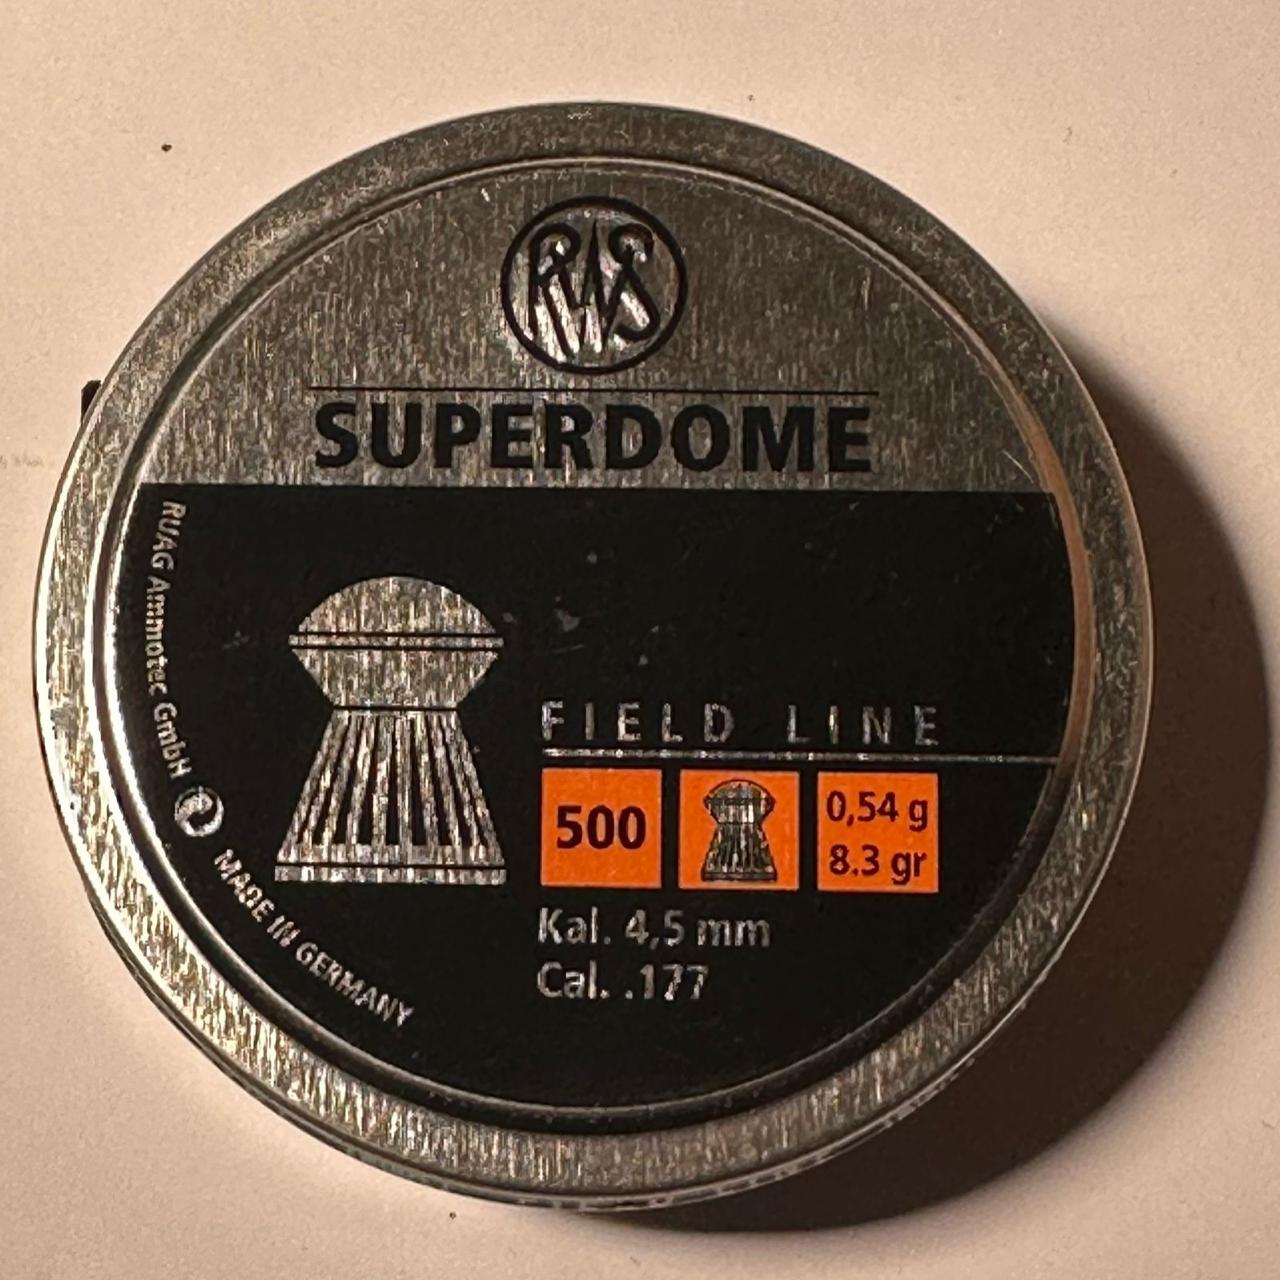 RWS
SUPERDOME
RUAG Ammotec GmbH
MADE IN GERMANY
FIELD LINE
500
0,54 g
8.3 gr
Kal. 4,5 mm
Cal. .177